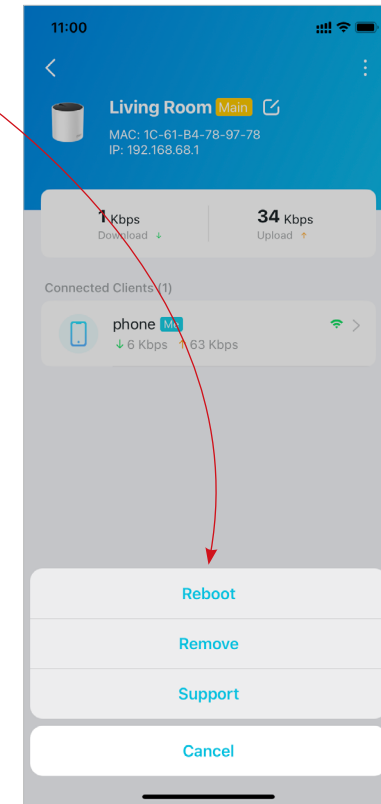 11:00
Living Room Main
MAC: 1C-61-B4-78-97-78
IP: 192.168.68.1
1 Kbps
Download ↓
34 Kbps
Upload ↑
Connected Clients (1)
phone Me
↓ 6 Kbps ↑ 63 Kbps
Reboot
Remove
Support
Cancel